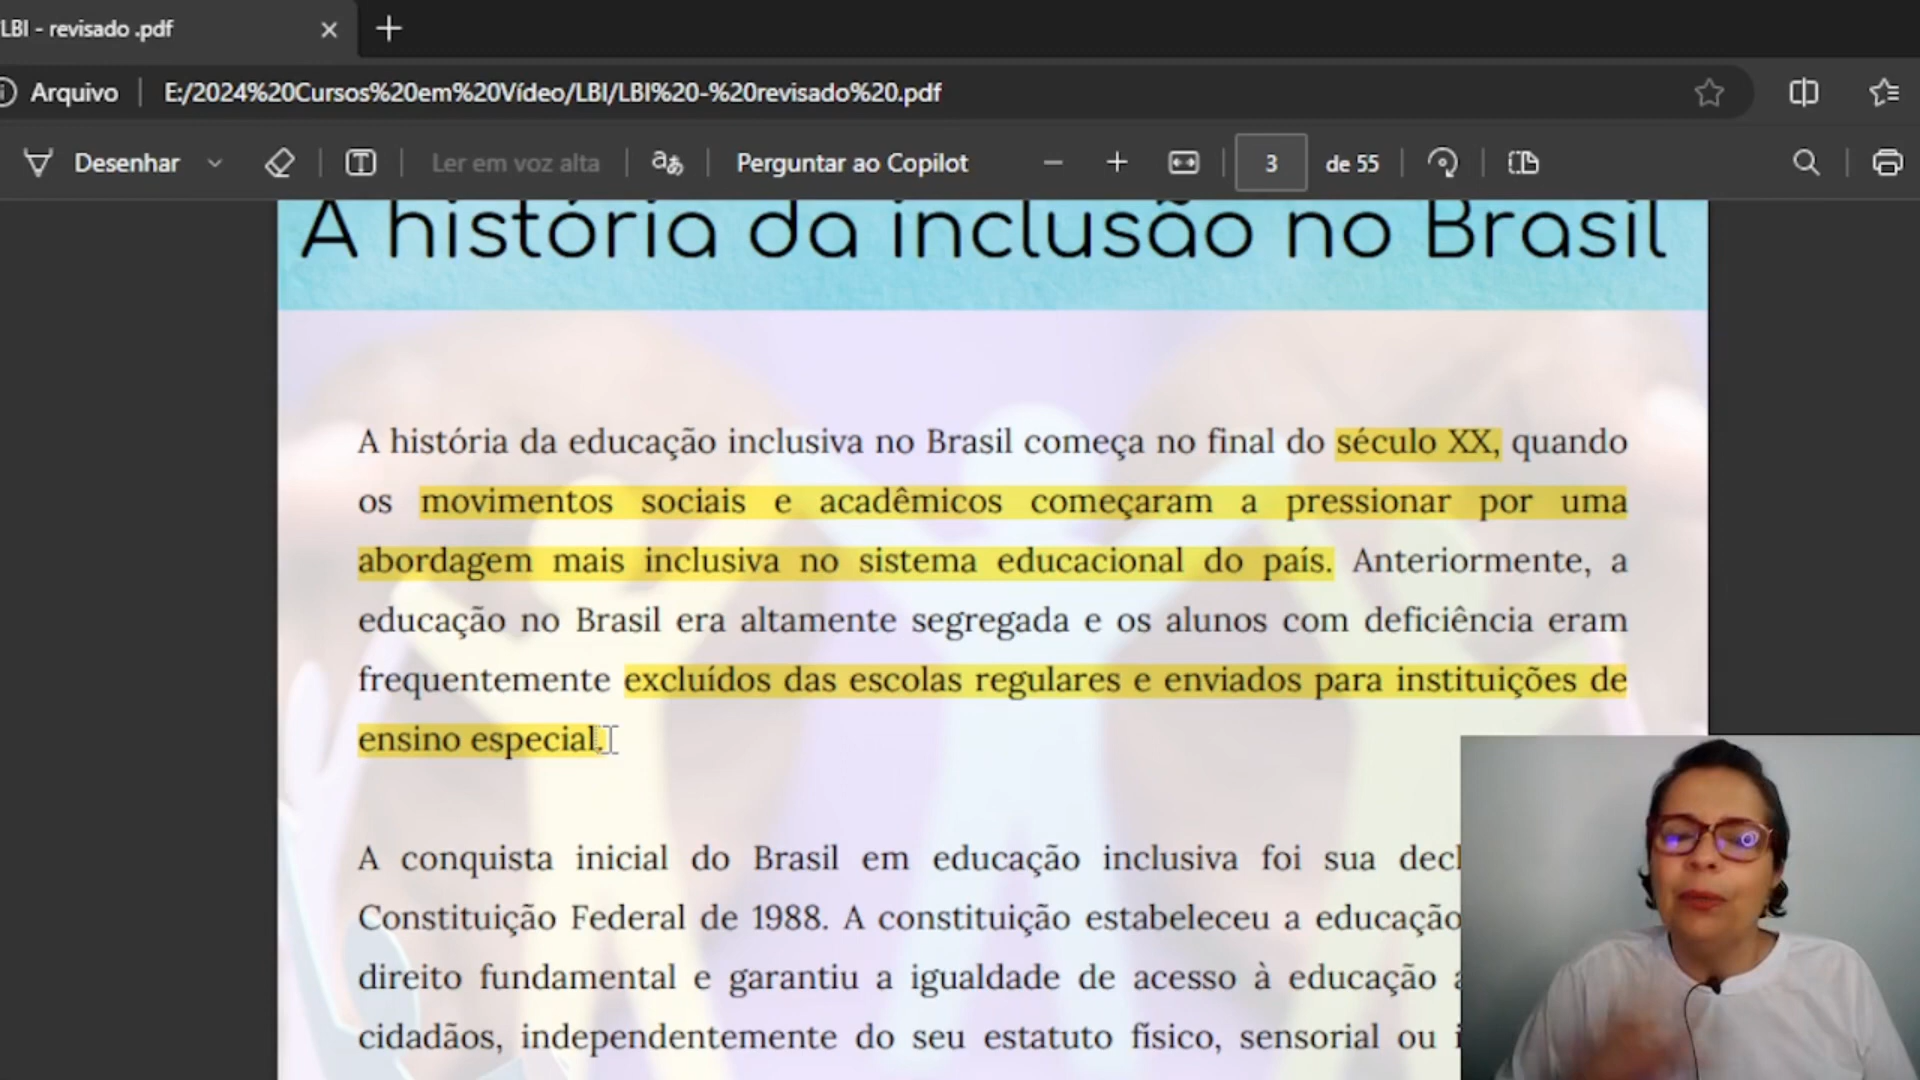 LBI - revisado .pdf
Arquivo
E:/2024%20Cursos%20em%20Vídeo/LBI/LBI%20-%20revisado%20.pdf
Desenhar
Ler em voz alta
aあ
Perguntar ao Copilot
3 de 55
A história da inclusão no Brasil
A história da educação inclusiva no Brasil começa no final do século XX, quando
os movimentos sociais e acadêmicos começaram a pressionar por uma
abordagem mais inclusiva no sistema educacional do país. Anteriormente, a
educação no Brasil era altamente segregada e os alunos com deficiência eram
frequentemente excluídos das escolas regulares e enviados para instituições de
ensino especial.
A conquista inicial do Brasil em educação inclusiva foi sua
Constituição Federal de 1988. A constituição estabeleceu a educação
direito fundamental e garantiu a igualdade de acesso à educação
cidadãos, independentemente do seu estatuto físico, sensorial ou